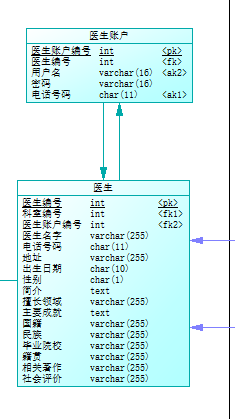 医生账户
医生账户编号 int <pk>
医生编号 int <fk>
用户名 varchar(16) <ak2>
密码 varchar(16)
电话号码 char(11) <ak1>
医生
医生编号 int <pk>
科室编号 int <fk1>
医生账户编号 int <fk2>
医生名字 varchar(255)
电话号码 char(11)
地址 varchar(255)
出生日期 char(10)
性别 char(1)
简介 text
擅长领域 varchar(255)
主要成就 text
国籍 varchar(255)
民族 varchar(255)
毕业院校 varchar(255)
籍贯 varchar(255)
相关著作 varchar(255)
社会评价 varchar(255)